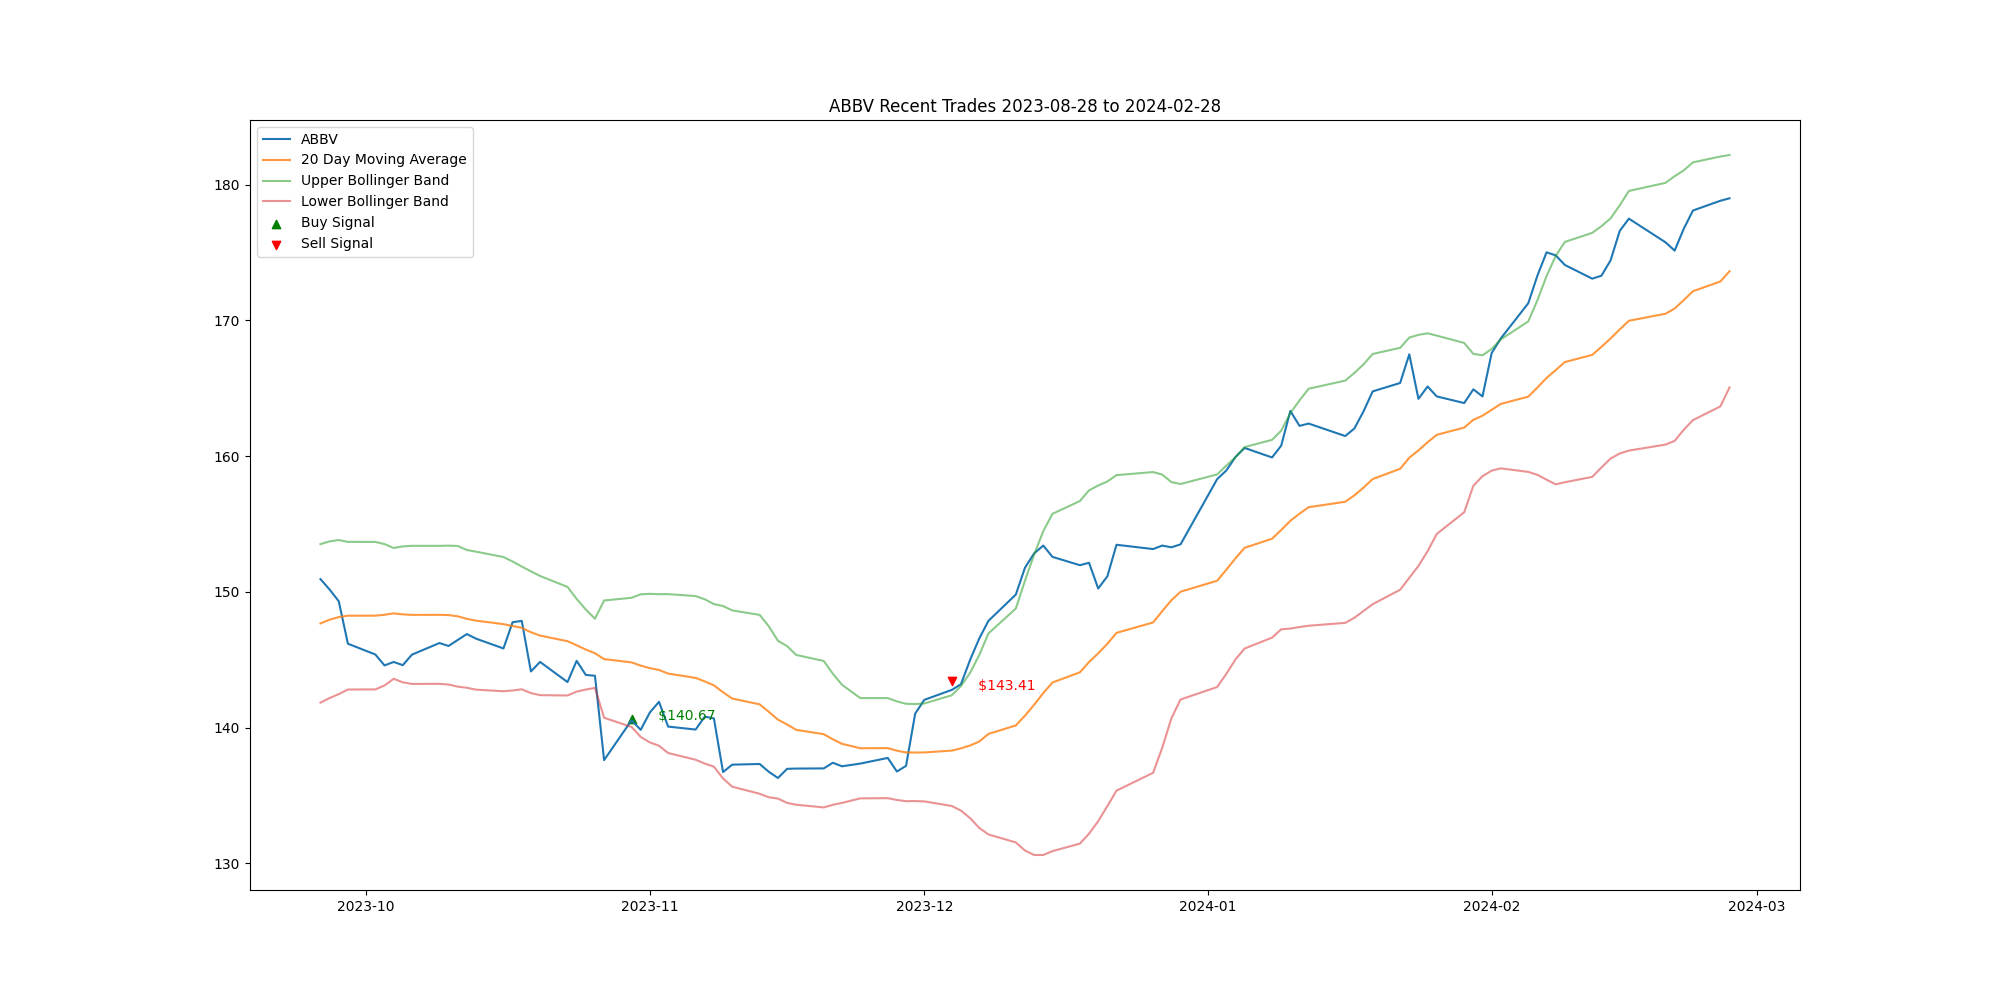 ABBV Recent Trades 2023-08-28 to 2024-02-28
ABBV
20 Day Moving Average
Upper Bollinger Band
Lower Bollinger Band
Buy Signal
Sell Signal
180
170
160
150
140
130
$143.41
$140.67
2023-10
2023-11
2023-12
2024-01
2024-02
2024-03